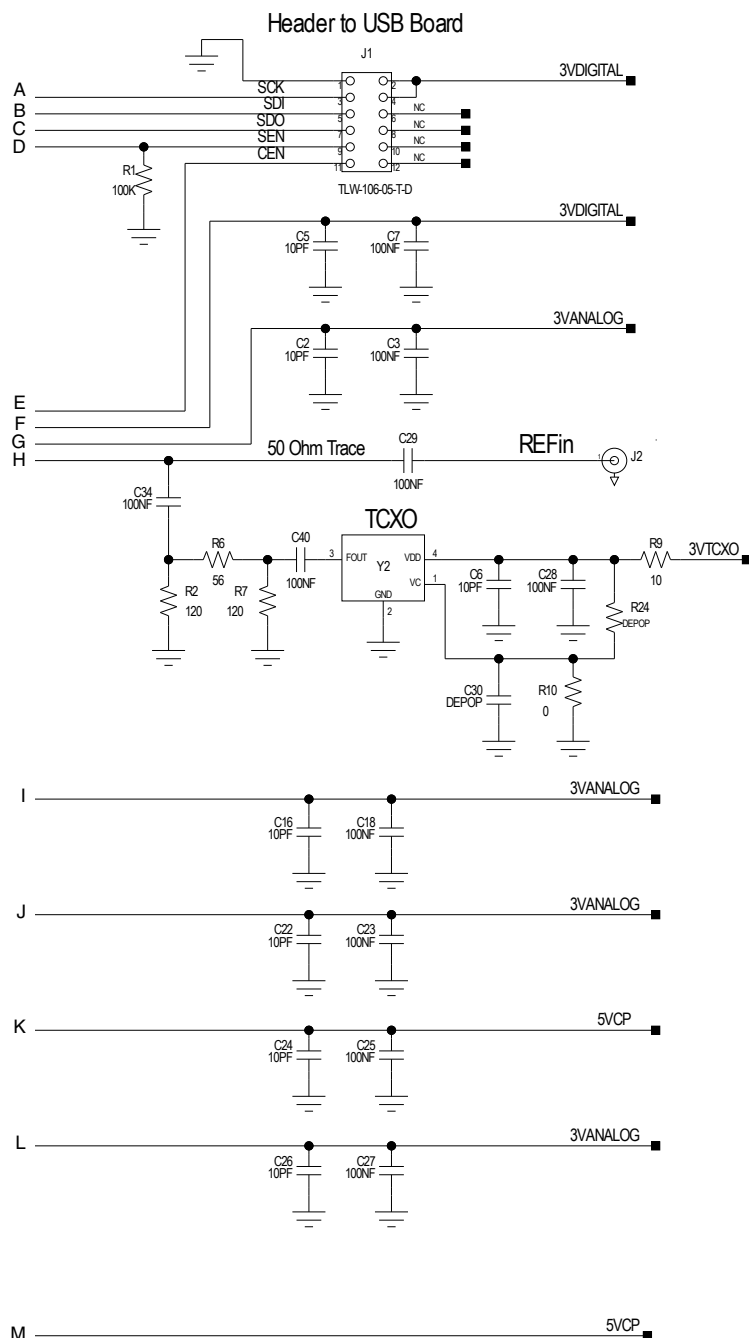 Header to USB Board
J1
3VDIGITAL
A SCK 1 2
B SDI 3 4
C SDO 5 6 NC
D SEN 7 8 NC
CEN 9 10 NC
11 12 NC
R1
100K
TLW-106-05-T-D
3VDIGITAL
C5
10PF
C7
100NF
3VANALOG
C2
10PF
C3
100NF
E
F
G
H
50 Ohm Trace
C29
100NF
REFin
1
J2
C34
100NF
TCXO
R6
56
C40
100NF
3
FOUT
Y2
VDD
4
VC
1
GND
2
R9
10
3VTCXO
R2
120
R7
120
C6
10PF
C28
100NF
R24
DEPOP
C30
DEPOP
R10
0
I
3VANALOG
C16
10PF
C18
100NF
J
3VANALOG
C22
10PF
C23
100NF
K
5VCP
C24
10PF
C25
100NF
L
3VANALOG
C26
10PF
C27
100NF
M
5VCP